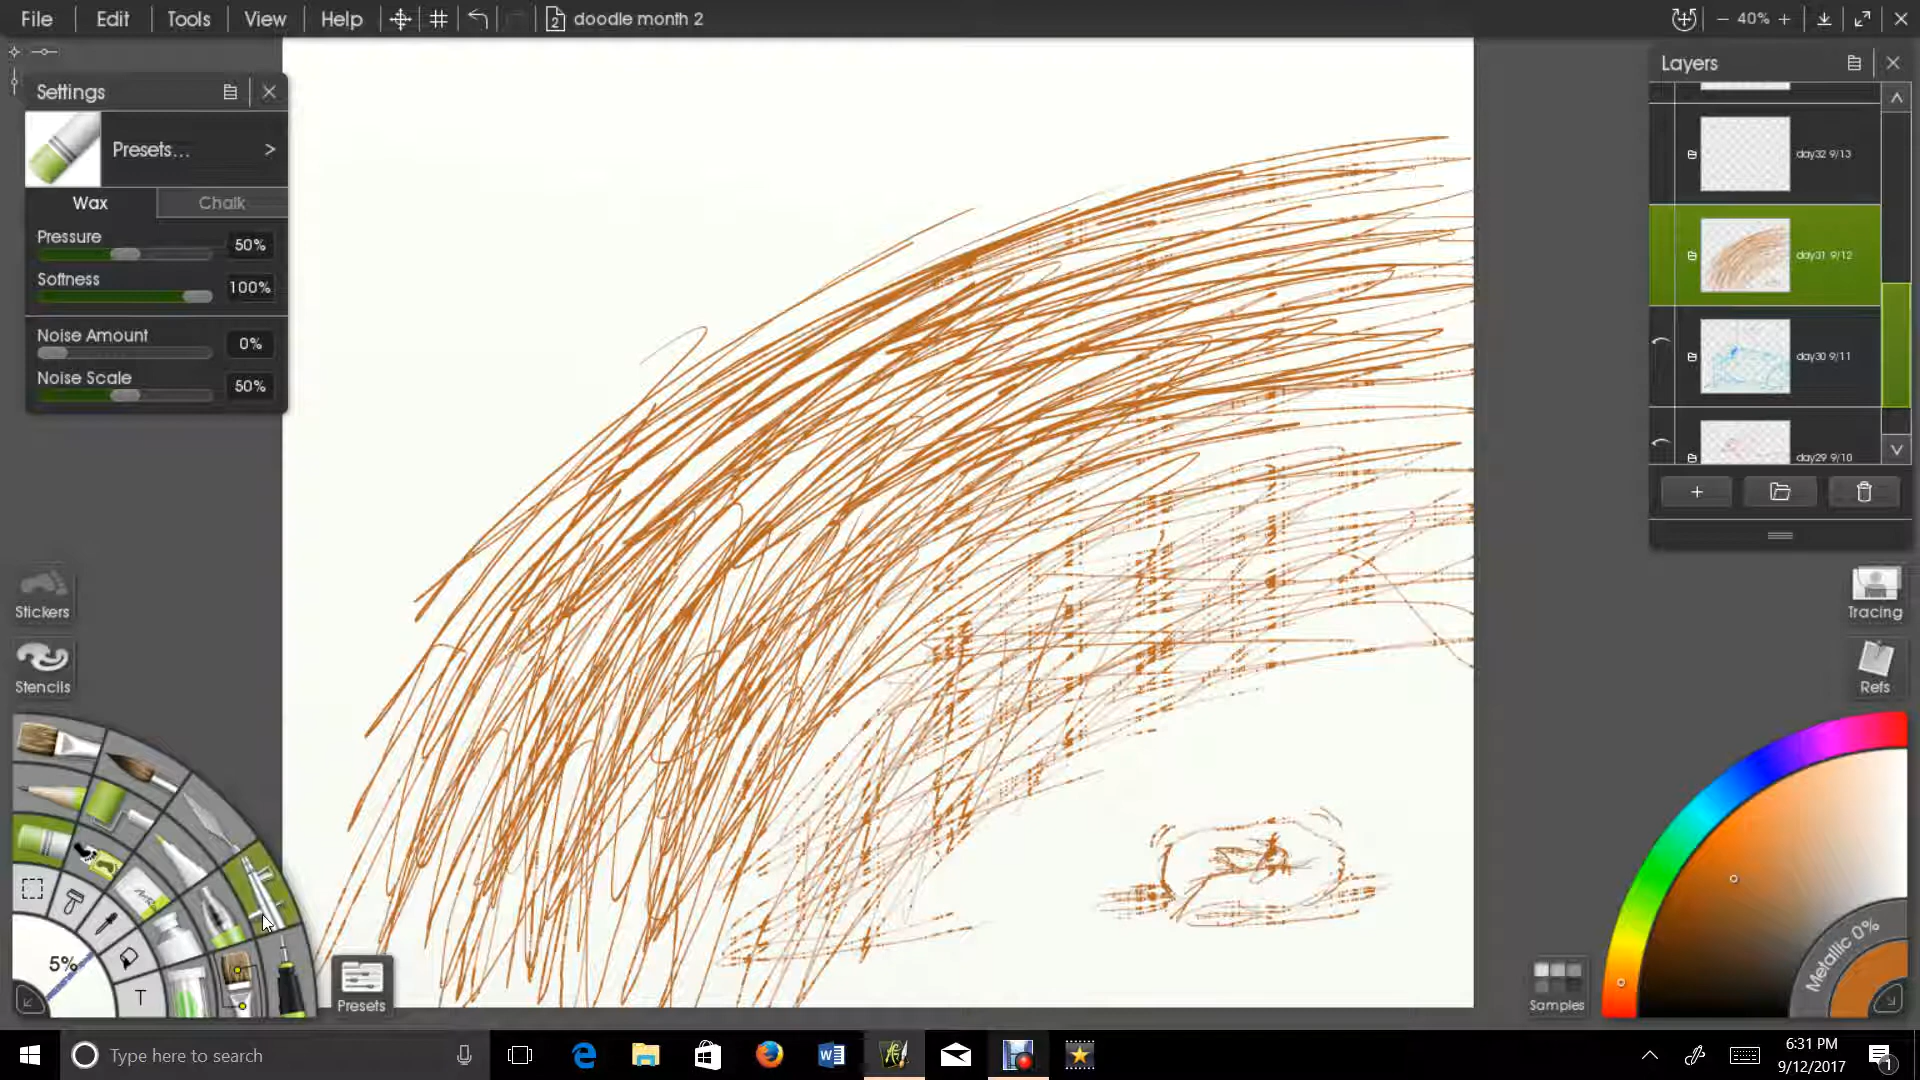 File Edit Tools View Help doodle month 2 40%
Settings
Presets...
Wax Chalk
Pressure 50%
Softness 100%
Noise Amount 0%
Noise Scale 50%
Layers
day32 9/13
day31 9/12
day30 9/11
day29 9/10
Stickers
Stencils
Tracing
Refs
5%
T
Presets
Metallic 0%
Samples
Type here to search
6:31 PM
9/12/2017
1